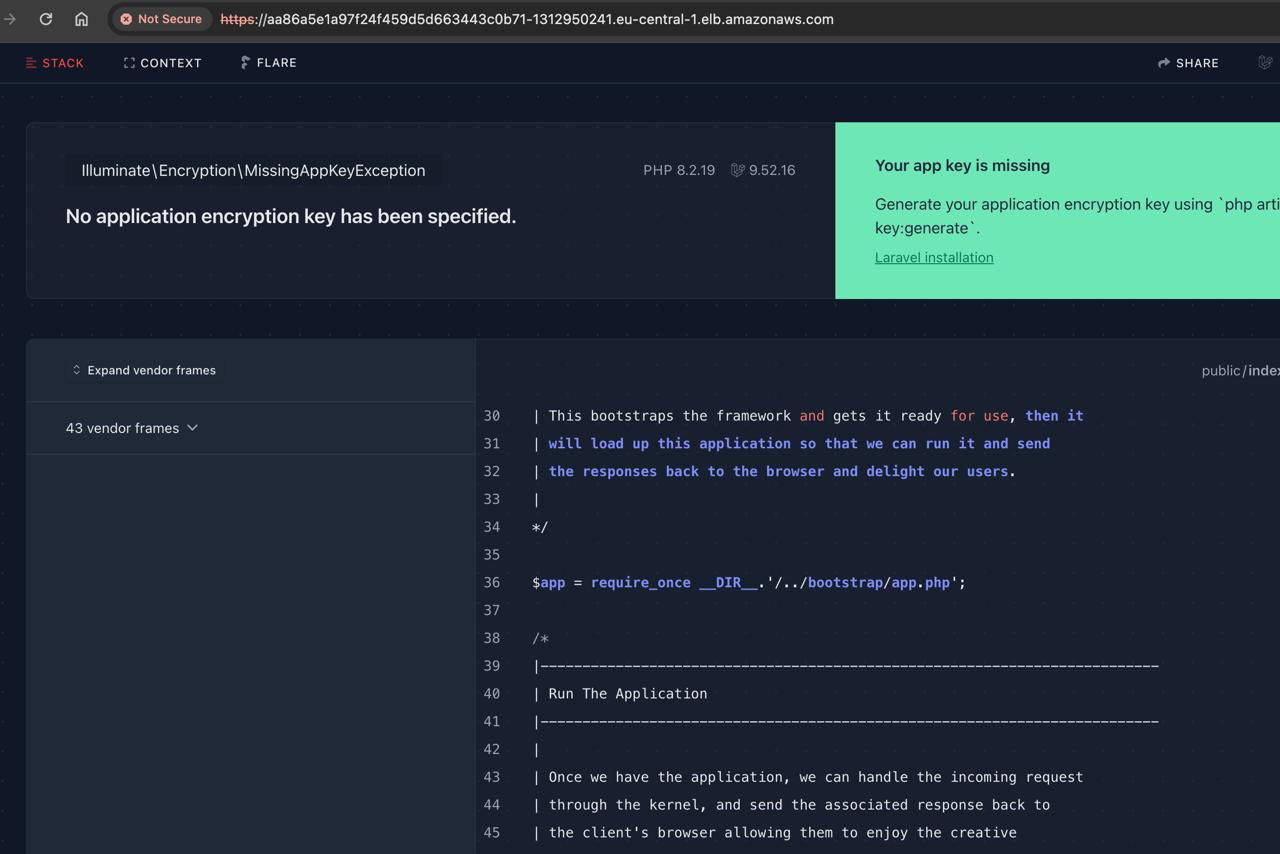 Not Secure https://aa86a5e1a97f24f459d5d663443c0b71-1312950241.eu-central-1.elb.amazonaws.com
STACK CONTEXT FLARE SHARE
Illuminate\Encryption\MissingAppKeyException PHP 8.2.19 9.52.16
No application encryption key has been specified.
Your app key is missing
Generate your application encryption key using `php arti
key:generate`.
Laravel installation
Expand vendor frames
43 vendor frames
public/index
30 | This bootstraps the framework and gets it ready for use, then it
31 | will load up this application so that we can run it and send
32 | the responses back to the browser and delight our users.
33 |
34 */
35
36 $app = require_once __DIR__.'/../bootstrap/app.php';
37
38 /*
39 |--------------------------------------------------------------------------
40 | Run The Application
41 |--------------------------------------------------------------------------
42 |
43 | Once we have the application, we can handle the incoming request
44 | through the kernel, and send the associated response back to
45 | the client's browser allowing them to enjoy the creative